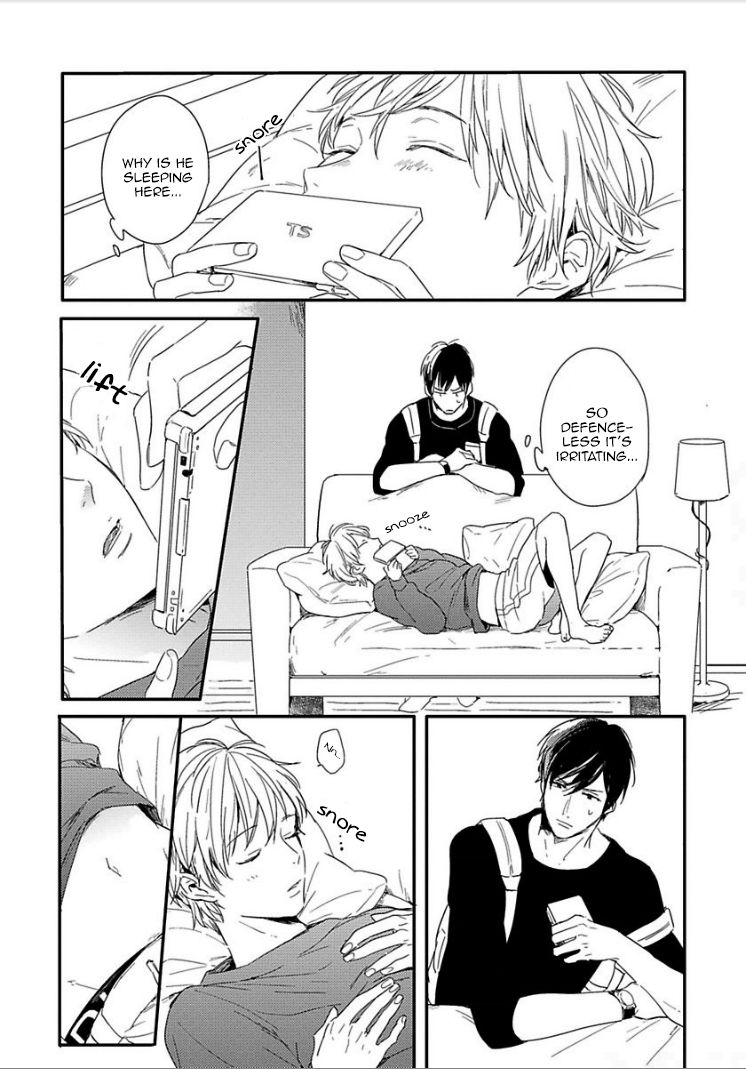 WHY IS HE
SLEEPING
HERE...
snore
TS
SO
DEFENCE-
LESS IT'S
IRRITATING...
snooze
...
lift
Nn..
snore
...